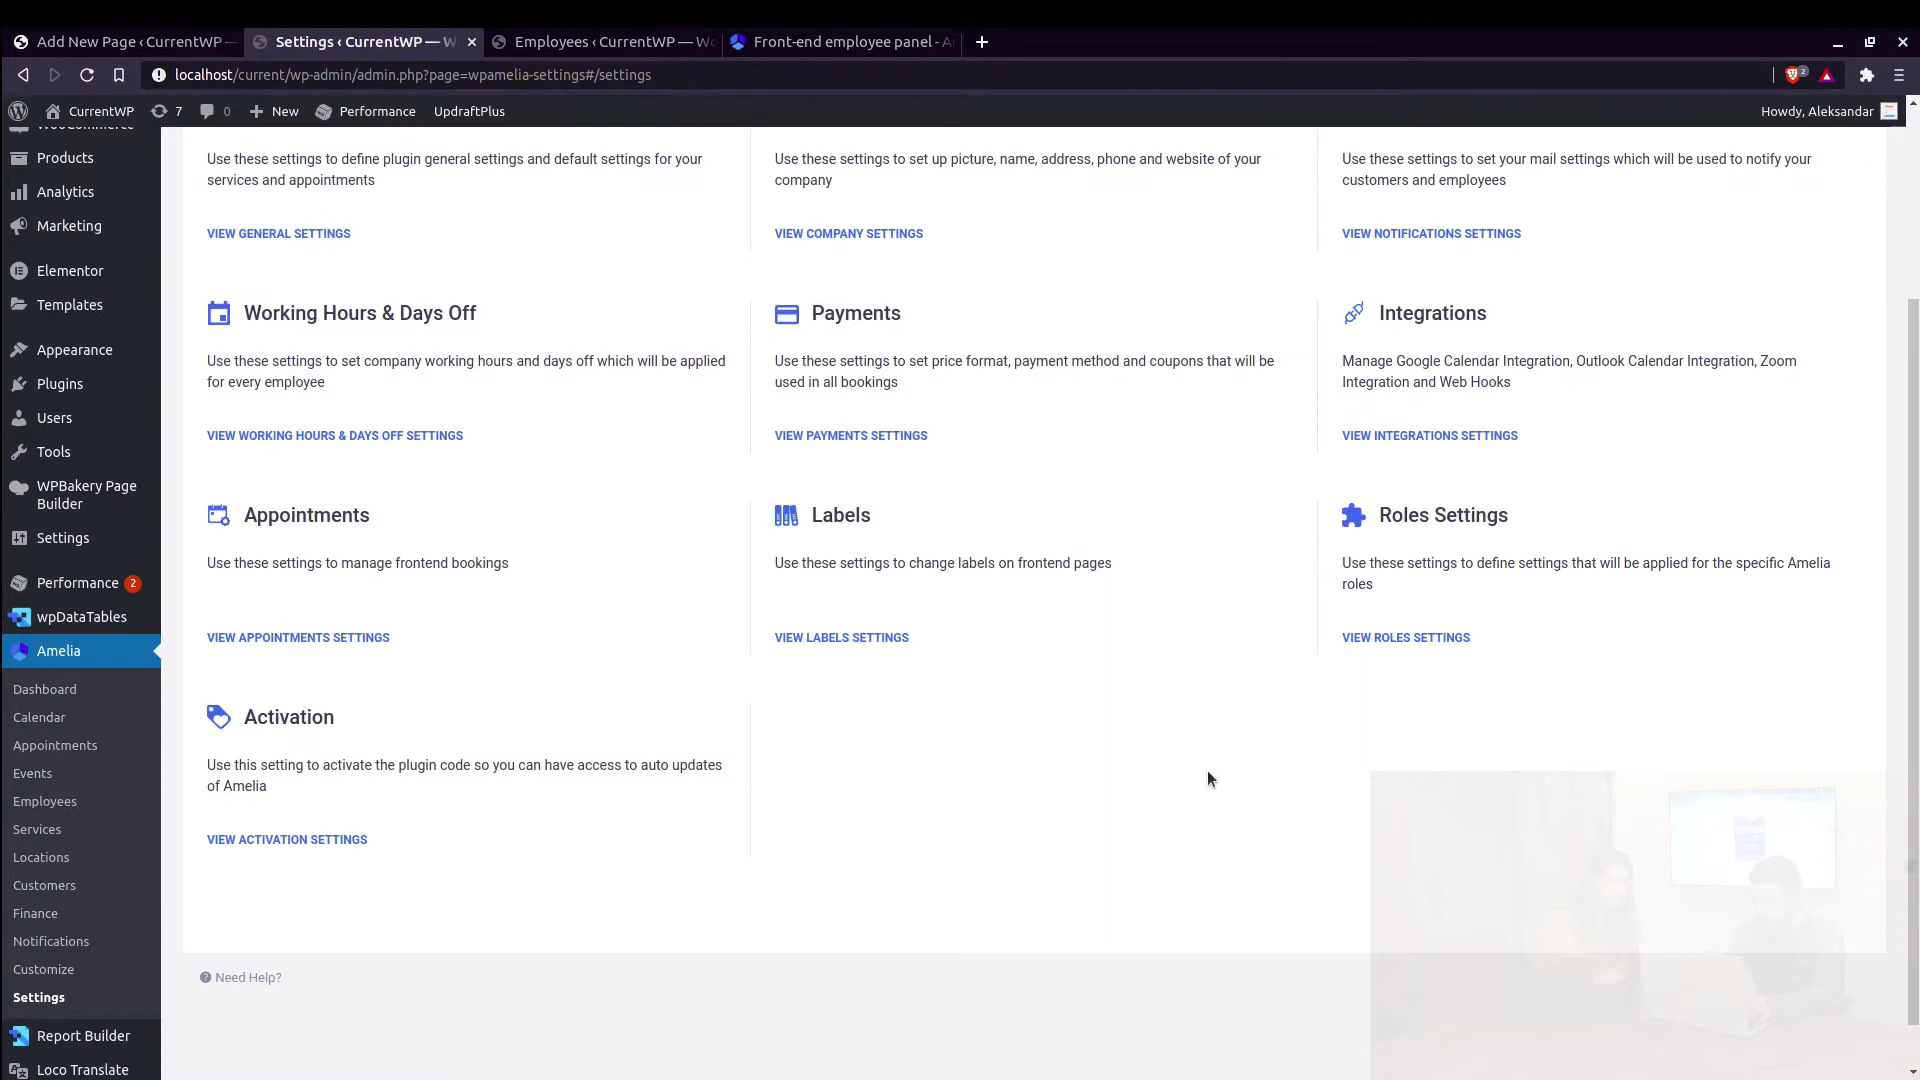 Add New Page ‹ CurrentWP —
Settings ‹ CurrentWP — W
Employees ‹ CurrentWP — Wo
Front-end employee panel - A
localhost/current/wp-admin/admin.php?page=wpamelia-settings#/settings
2
CurrentWP
7
0
New
Performance
UpdraftPlus
Howdy, Aleksandar
WooCommerce
Products
Analytics
Marketing
Elementor
Templates
Appearance
Plugins
Users
Tools
WPBakery Page
Builder
Settings
Performance 2
wpDataTables
Amelia
Dashboard
Calendar
Appointments
Events
Employees
Services
Locations
Customers
Finance
Notifications
Customize
Settings
Report Builder
Loco Translate
Use these settings to define plugin general settings and default settings for your
services and appointments
VIEW GENERAL SETTINGS
Use these settings to set up picture, name, address, phone and website of your
company
VIEW COMPANY SETTINGS
Use these settings to set your mail settings which will be used to notify your
customers and employees
VIEW NOTIFICATIONS SETTINGS
Working Hours & Days Off
Use these settings to set company working hours and days off which will be applied
for every employee
VIEW WORKING HOURS & DAYS OFF SETTINGS
Payments
Use these settings to set price format, payment method and coupons that will be
used in all bookings
VIEW PAYMENTS SETTINGS
Integrations
Manage Google Calendar Integration, Outlook Calendar Integration, Zoom
Integration and Web Hooks
VIEW INTEGRATIONS SETTINGS
Appointments
Use these settings to manage frontend bookings
VIEW APPOINTMENTS SETTINGS
Labels
Use these settings to change labels on frontend pages
VIEW LABELS SETTINGS
Roles Settings
Use these settings to define settings that will be applied for the specific Amelia
roles
VIEW ROLES SETTINGS
Activation
Use this setting to activate the plugin code so you can have access to auto updates
of Amelia
VIEW ACTIVATION SETTINGS
Need Help?